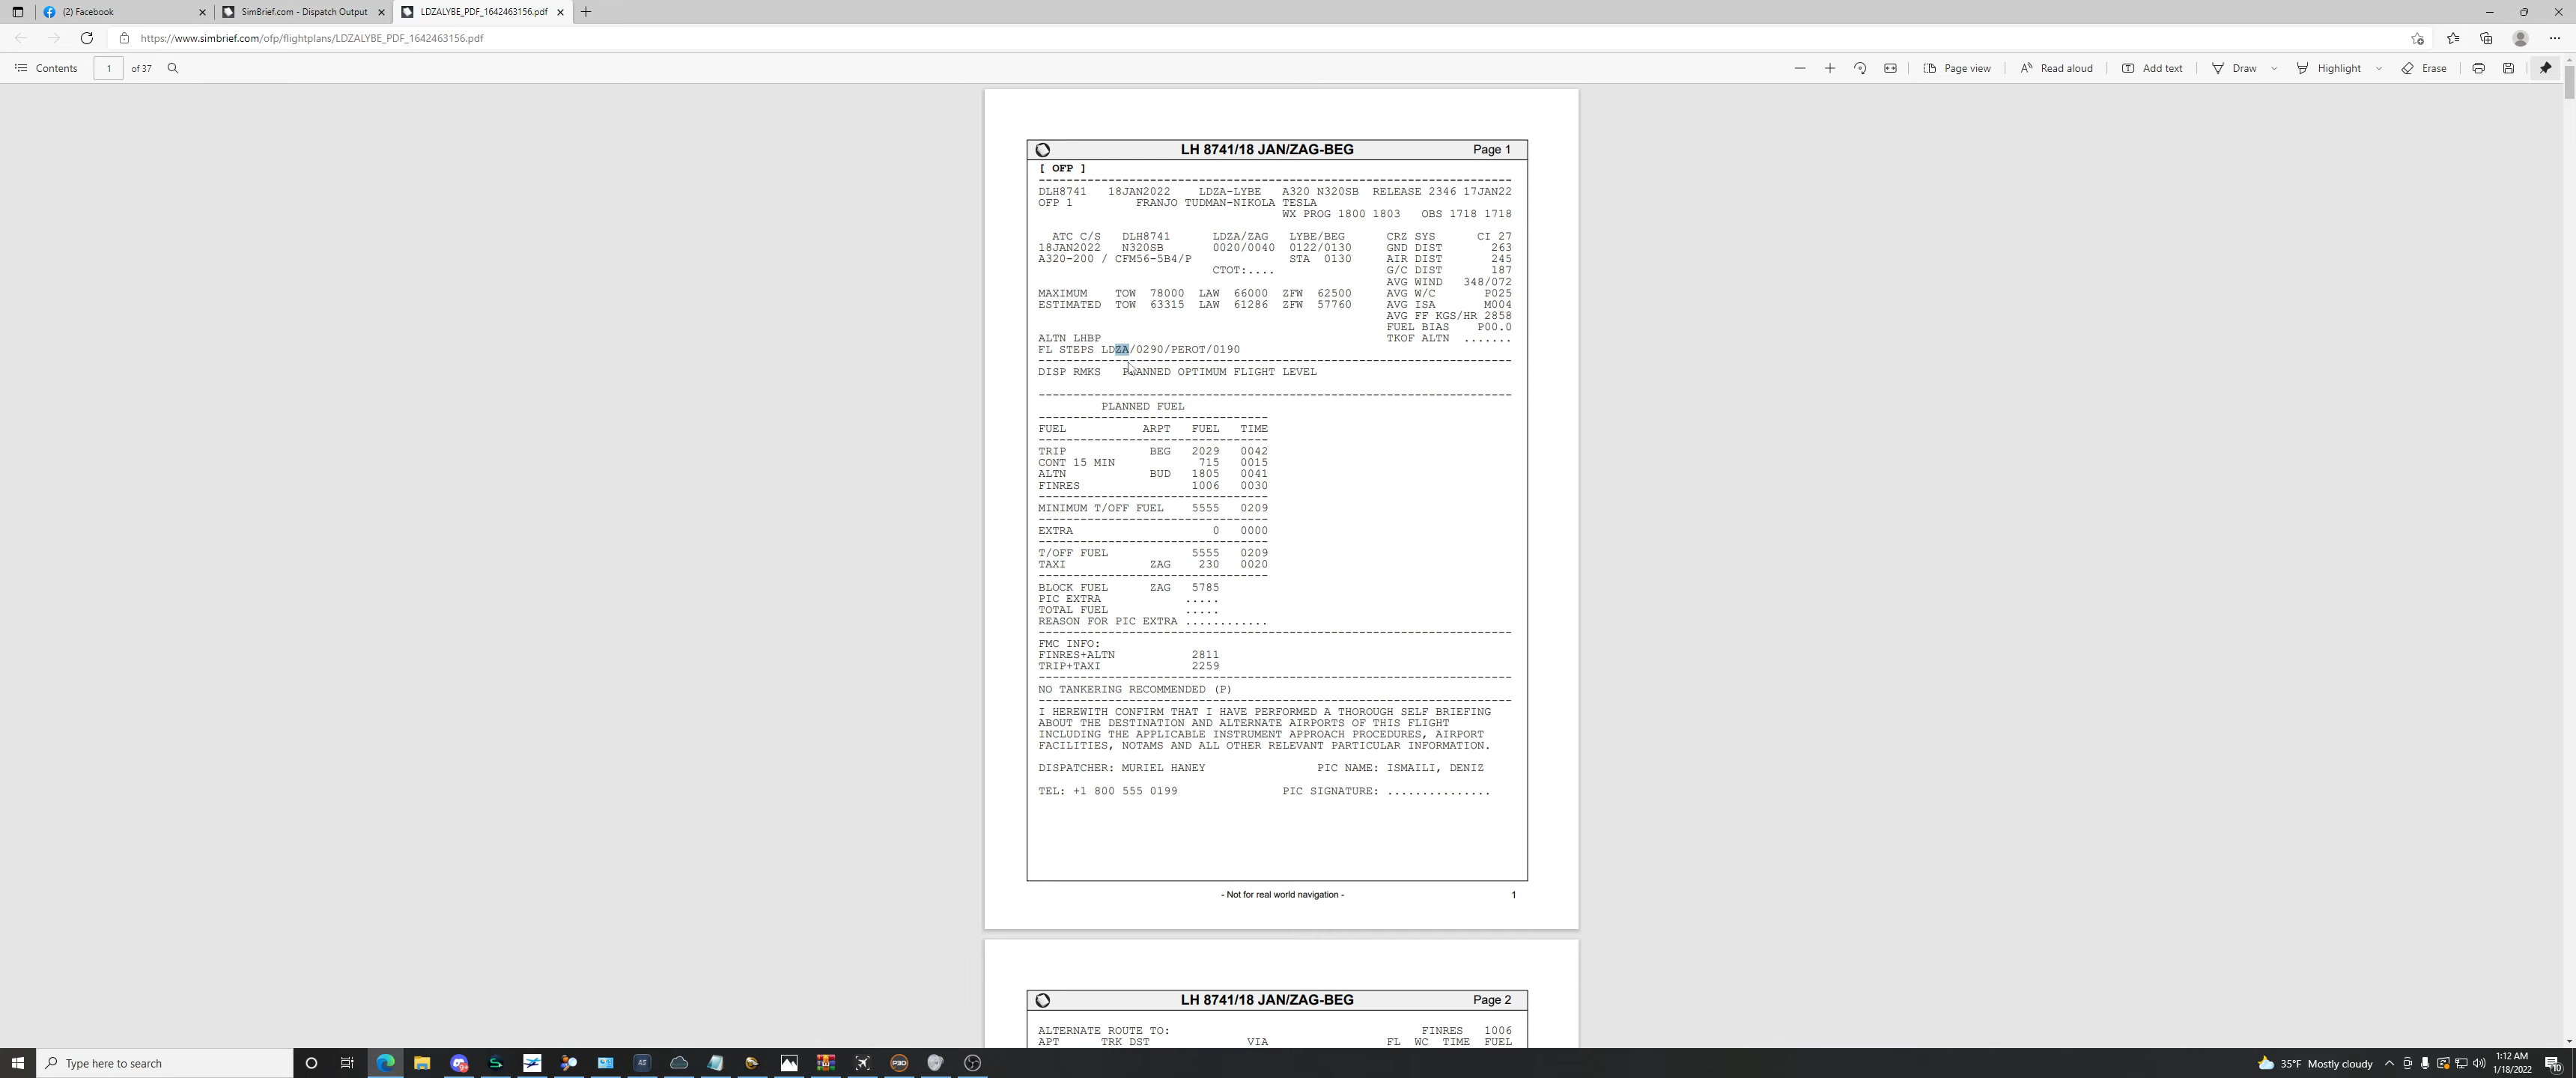 (2) Facebook
SimBrief.com - Dispatch Output
LDZALYBE_PDF_1642463156.pdf
https://www.simbrief.com/ofp/flightplans/LDZALYBE_PDF_1642463156.pdf
Contents 1 of 37
Page view Read aloud Add text Draw Highlight Erase
LH 8741/18 JAN/ZAG-BEG Page 1
[ OFP ]
--------------------------------------------------------------------
DLH8741 18JAN2022 LDZA-LYBE A320 N320SB RELEASE 2346 17JAN22
OFP 1 FRANJO TUDMAN-NIKOLA TESLA
WX PROG 1800 1803 OBS 1718 1718
ATC C/S DLH8741 LDZA/ZAG LYBE/BEG CRZ SYS CI 27
18JAN2022 N320SB 0020/0040 0122/0130 GND DIST 263
A320-200 / CFM56-5B4/P STA 0130 AIR DIST 245
CTOT:.... G/C DIST 187
AVG WIND 348/072
MAXIMUM TOW 78000 LAW 66000 ZFW 62500 AVG W/C P025
ESTIMATED TOW 63315 LAW 61286 ZFW 57760 AVG ISA M004
AVG FF KGS/HR 2858
FUEL BIAS P00.0
ALTN LHBP TKOF ALTN .......
FL STEPS LDZA/0290/PEROT/0190
--------------------------------------------------------------------
DISP RMKS PLANNED OPTIMUM FLIGHT LEVEL
--------------------------------------------------------------------
PLANNED FUEL
---------------------------------
FUEL ARPT FUEL TIME
---------------------------------
TRIP BEG 2029 0042
CONT 15 MIN 715 0015
ALTN BUD 1805 0041
FINRES 1006 0030
---------------------------------
MINIMUM T/OFF FUEL 5555 0209
---------------------------------
EXTRA 0 0000
---------------------------------
T/OFF FUEL 5555 0209
TAXI ZAG 230 0020
---------------------------------
BLOCK FUEL ZAG 5785
PIC EXTRA .....
TOTAL FUEL .....
REASON FOR PIC EXTRA ............
--------------------------------------------------------------------
FMC INFO:
FINRES+ALTN 2811
TRIP+TAXI 2259
--------------------------------------------------------------------
NO TANKERING RECOMMENDED (P)
--------------------------------------------------------------------
I HEREWITH CONFIRM THAT I HAVE PERFORMED A THOROUGH SELF BRIEFING
ABOUT THE DESTINATION AND ALTERNATE AIRPORTS OF THIS FLIGHT
INCLUDING THE APPLICABLE INSTRUMENT APPROACH PROCEDURES, AIRPORT
FACILITIES, NOTAMS AND ALL OTHER RELEVANT PARTICULAR INFORMATION.
DISPATCHER: MURIEL HANEY PIC NAME: ISMAILI, DENIZ
TEL: +1 800 555 0199 PIC SIGNATURE: ...............
- Not for real world navigation - 1
LH 8741/18 JAN/ZAG-BEG Page 2
ALTERNATE ROUTE TO: FINRES 1006
APT TRK DST VIA FL WC TIME FUEL
Type here to search
P3D
35°F Mostly cloudy
1:12 AM
1/18/2022
10